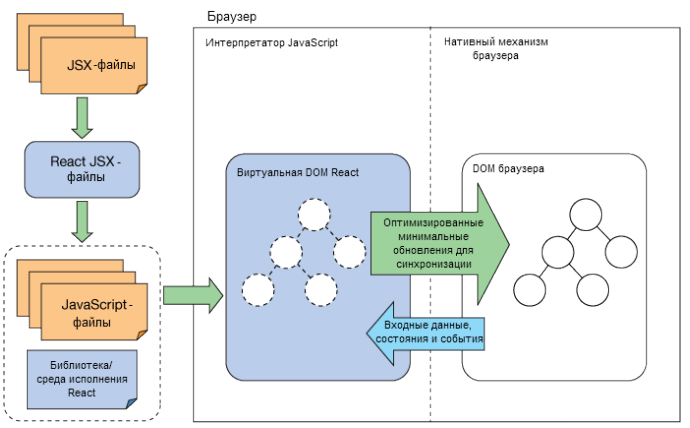 Браузер
JSX-файлы
React JSX-
файлы
JavaScript-
файлы
Библиотека/
среда исполнения
React
Интерпретатор JavaScript
Виртуальная DOM React
Оптимизированные
минимальные
обновления для
синхронизации
Входные данные,
состояния и события
Нативный механизм
браузера
DOM браузера